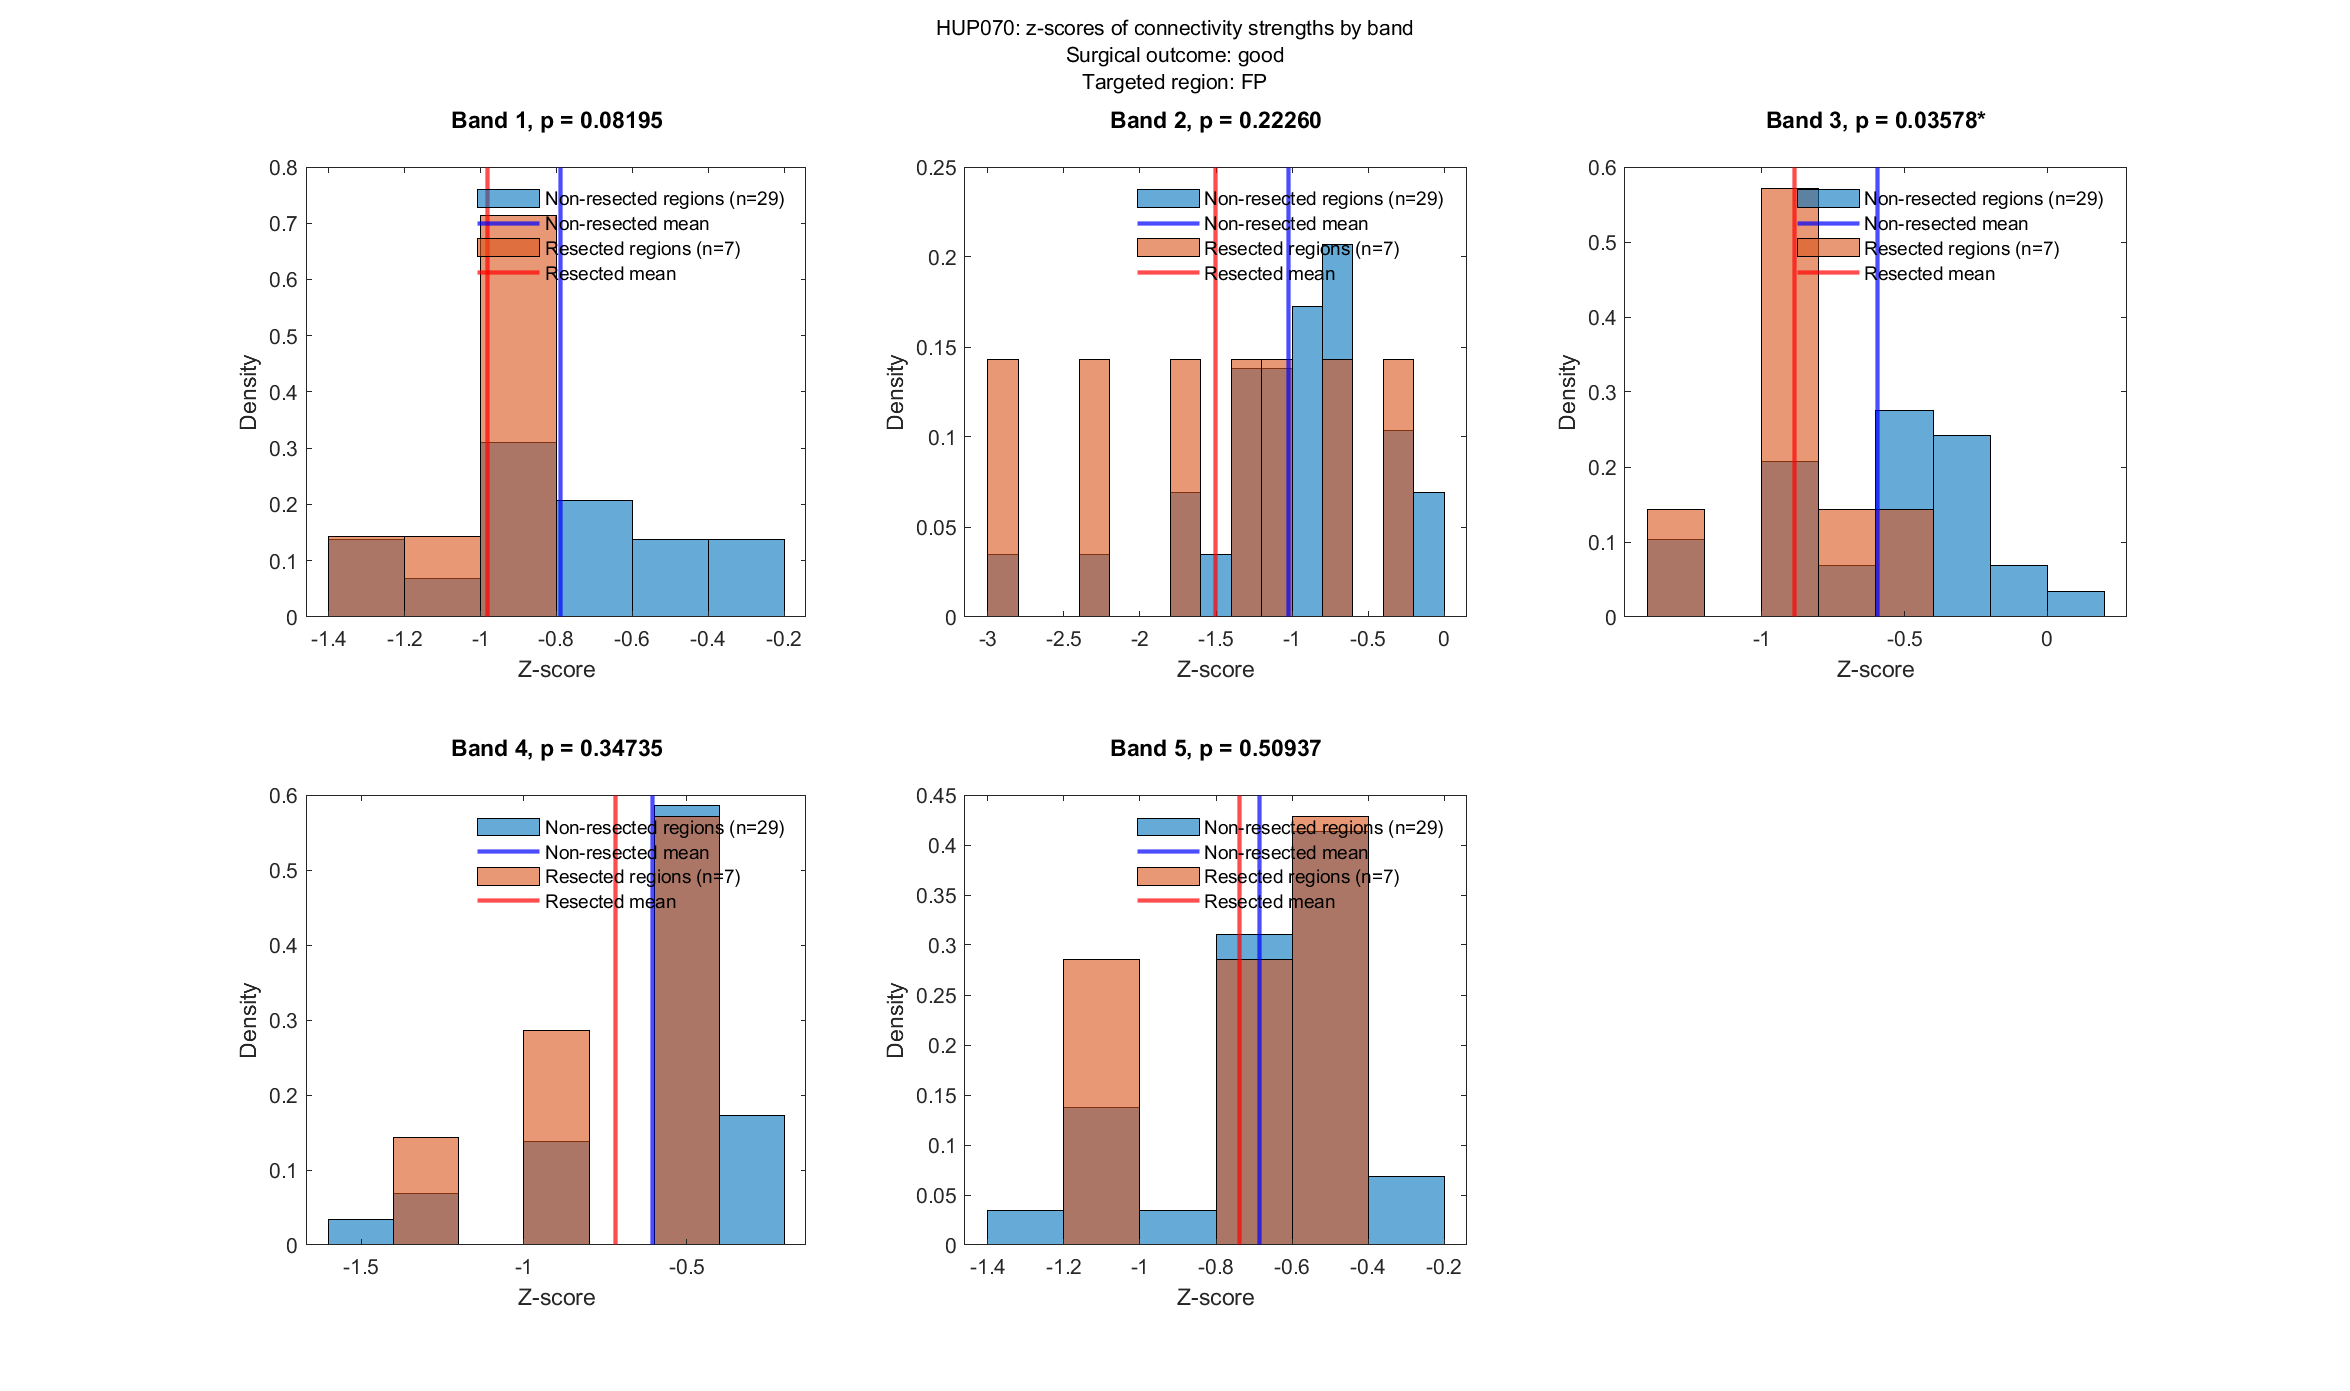 HUP070: z-scores of connectivity strengths by band
Surgical outcome: good
Targeted region: FP
Band 1, p = 0.08195
0.8
0.7
0.6
0.5
0.4
0.3
0.2
0.1
0
Density
Non-resected regions (n=29)
Non-resected mean
Resected regions (n=7)
Resected mean
-1.4 -1.2 -1 -0.8 -0.6 -0.4 -0.2
Z-score
Band 2, p = 0.22260
0.25
0.2
0.15
0.1
0.05
0
Density
Non-resected regions (n=29)
Non-resected mean
Resected regions (n=7)
Resected mean
-3 -2.5 -2 -1.5 -1 -0.5 0
Z-score
Band 3, p = 0.03578*
0.6
0.5
0.4
0.3
0.2
0.1
0
Density
Non-resected regions (n=29)
Non-resected mean
Resected regions (n=7)
Resected mean
-1 -0.5 0
Z-score
Band 4, p = 0.34735
0.6
0.5
0.4
0.3
0.2
0.1
0
Density
Non-resected regions (n=29)
Non-resected mean
Resected regions (n=7)
Resected mean
-1.5 -1 -0.5
Z-score
Band 5, p = 0.50937
0.45
0.4
0.35
0.3
0.25
0.2
0.15
0.1
0.05
0
Density
Non-resected regions (n=29)
Non-resected mean
Resected regions (n=7)
Resected mean
-1.4 -1.2 -1 -0.8 -0.6 -0.4 -0.2
Z-score